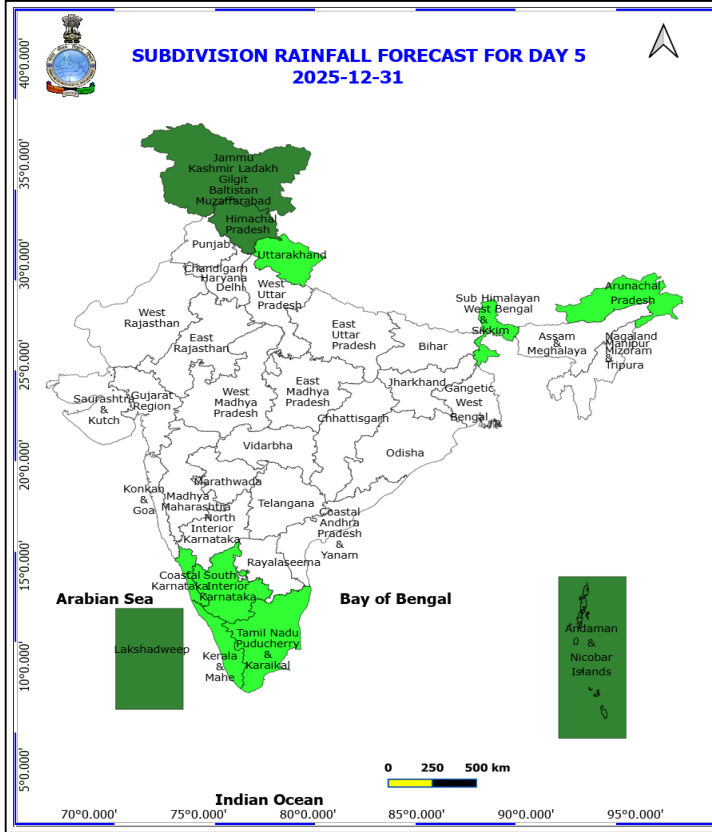 SUBDIVISION RAINFALL FORECAST FOR DAY 5
2025-12-31
40°0.000'
35°0.000'
30°0.000'
25°0.000'
20°0.000'
15°0.000'
10°0.000'
5°0.000'
Jammu
Kashmir Ladakh
Gilgit
Baltistan
Muzaffarabad
Himachal
Pradesh
Punjab
Uttarakhand
Chandigarh
Haryana
Delhi
West
Uttar
Pradesh
Arunachal
Pradesh
Sub Himalayan
West Bengal
&
Sikkim
West
Rajasthan
East
Rajasthan
East
Uttar
Pradesh
Bihar
Assam
&
Meghalaya
Nagaland
Manipur
Mizoram
&
Tripura
Saurashtra
&
Kutch
Gujarat
Region
West
Madhya
Pradesh
East
Madhya
Pradesh
Jharkhand
Gangetic
West
Bengal
Chhattisgarh
Vidarbha
Odisha
Konkan
&
Goa
Madhya
Maharashtra
Marathwada
Telangana
North
Interior
Karnataka
Coastal
Andhra
Pradesh
&
Yanam
Rayalaseema
Coastal
Karnataka
South
Interior
Karnataka
Arabian Sea
Bay of Bengal
Lakshadweep
Kerala
&
Mahe
Tamil Nadu
Puducherry
&
Karaikal
Andaman
&
Nicobar
Islands
0 250 500 km
Indian Ocean
70°0.000' 75°0.000' 80°0.000' 85°0.000' 90°0.000' 95°0.000'